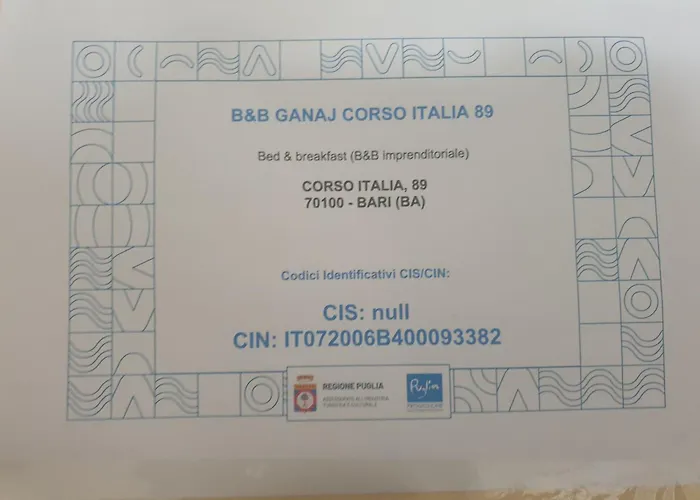 B&B GANAJ CORSO ITALIA 89
Bed & breakfast (B&B imprenditoriale)
CORSO ITALIA, 89
70100 - BARI (BA)
Codici Identificativi CIS/CIN:
CIS: null
CIN: IT072006B400093382
REGIONE PUGLIA
Puglia